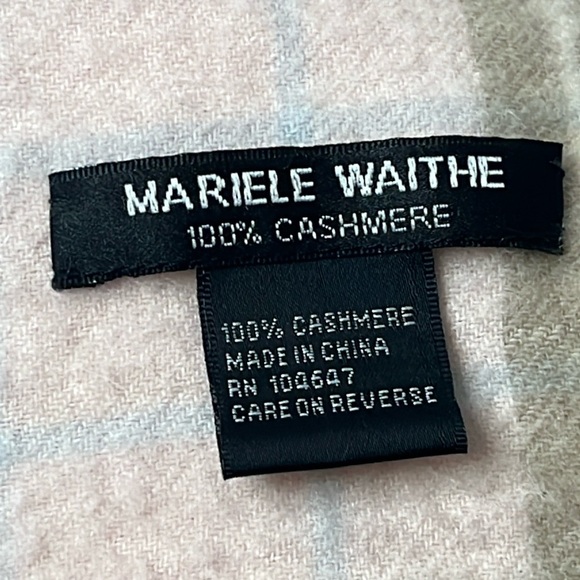 MARIELE WAITHE
100% CASHMERE
100% CASHMERE
MADE IN CHINA
RN 104647
CARE ON REVERSE